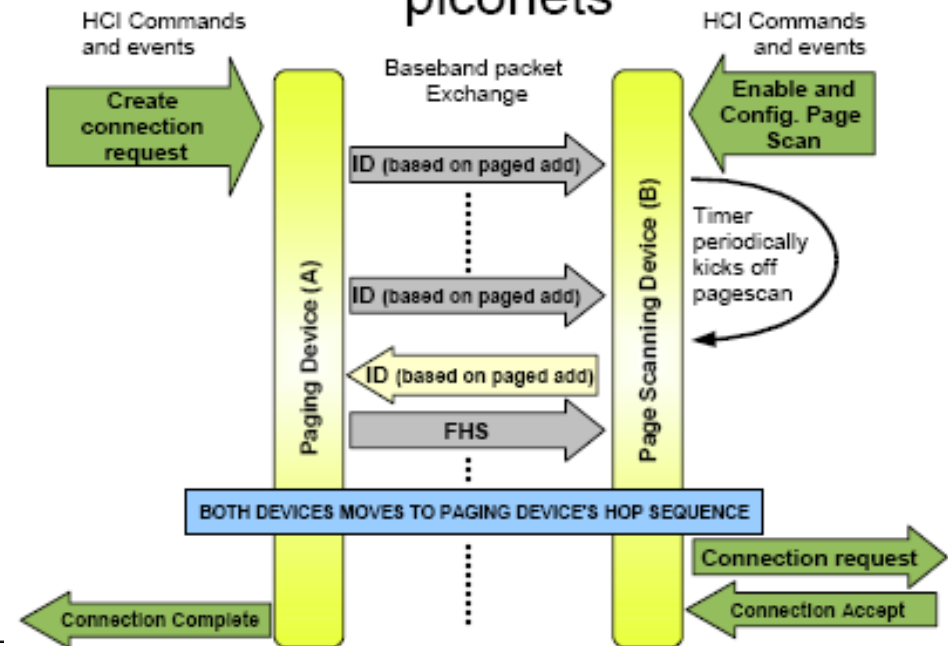 piconets
HCI Commands
and events
HCI Commands
and events
Baseband packet
Exchange
Create
connection
request
Enable and
Config. Page
Scan
ID (based on paged add)
Timer
periodically
kicks off
pagescan
Paging Device (A)
Page Scanning Device (B)
ID (based on paged add)
ID (based on paged add)
FHS
BOTH DEVICES MOVES TO PAGING DEVICE'S HOP SEQUENCE
Connection request
Connection Accept
Connection Complete